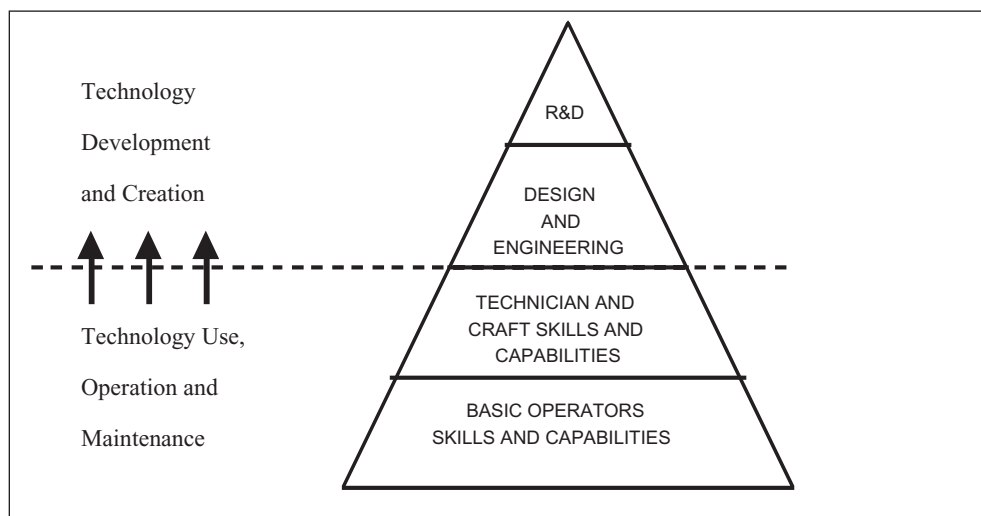 Technology
Development
and Creation
Technology Use,
Operation and
Maintenance
R&D
DESIGN
AND
ENGINEERING
TECHNICIAN AND
CRAFT SKILLS AND
CAPABILITIES
BASIC OPERATORS
SKILLS AND CAPABILITIES